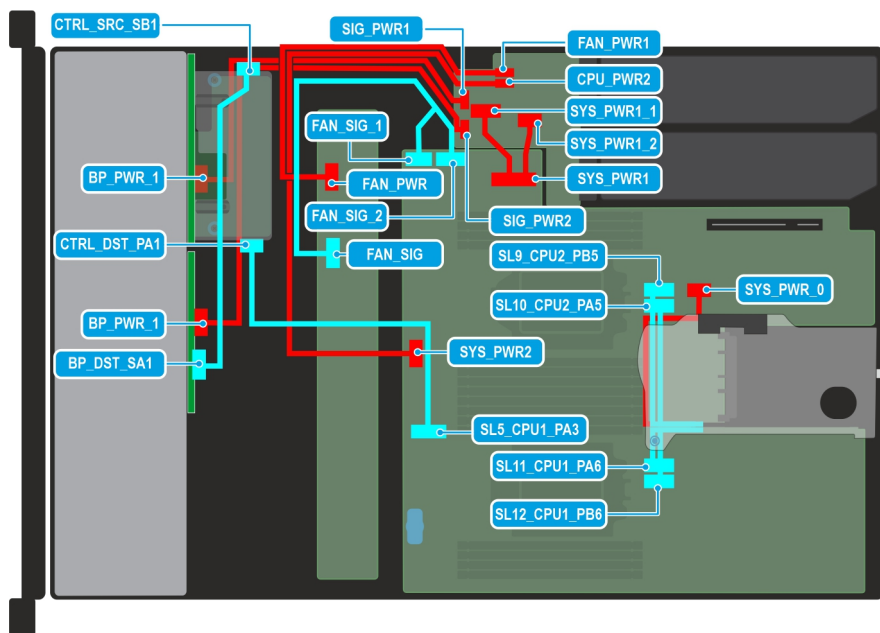 CTRL_SRC_SB1
SIG_PWR1
FAN_PWR1
CPU_PWR2
SYS_PWR1_1
FAN_SIG_1
SYS_PWR1_2
BP_PWR_1
FAN_PWR
SYS_PWR1
FAN_SIG_2
SIG_PWR2
CTRL_DST_PA1
FAN_SIG
SL9_CPU2_PB5
SYS_PWR_0
SL10_CPU2_PA5
BP_PWR_1
SYS_PWR2
BP_DST_SA1
SL5_CPU1_PA3
SL11_CPU1_PA6
SL12_CPU1_PB6